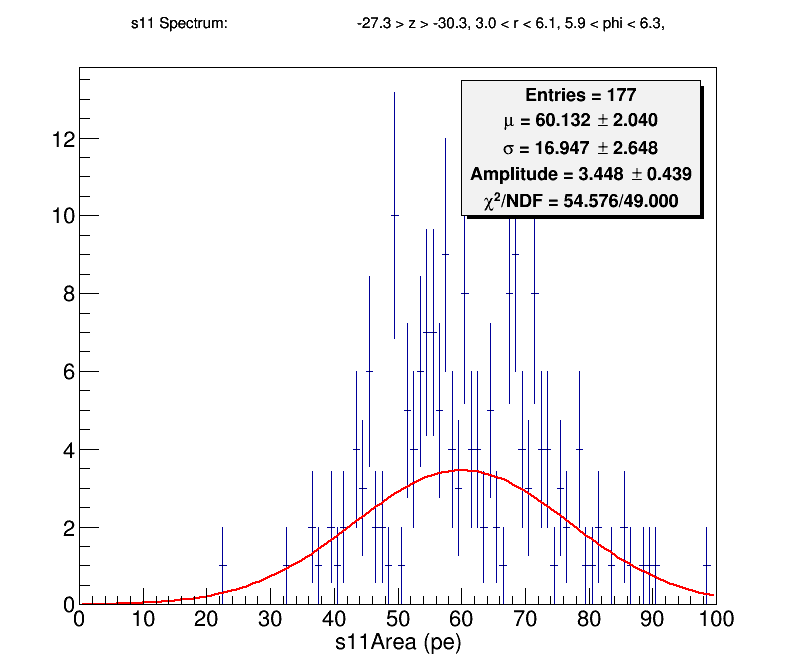 s11 Spectrum: -27.3 > z > -30.3, 3.0 < r < 6.1, 5.9 < phi < 6.3,
Entries = 177
μ = 60.132 ± 2.040
σ = 16.947 ± 2.648
Amplitude = 3.448 ± 0.439
χ²/NDF = 54.576/49.000
12
10
8
6
4
2
0
0 10 20 30 40 50 60 70 80 90 100
s11Area (pe)